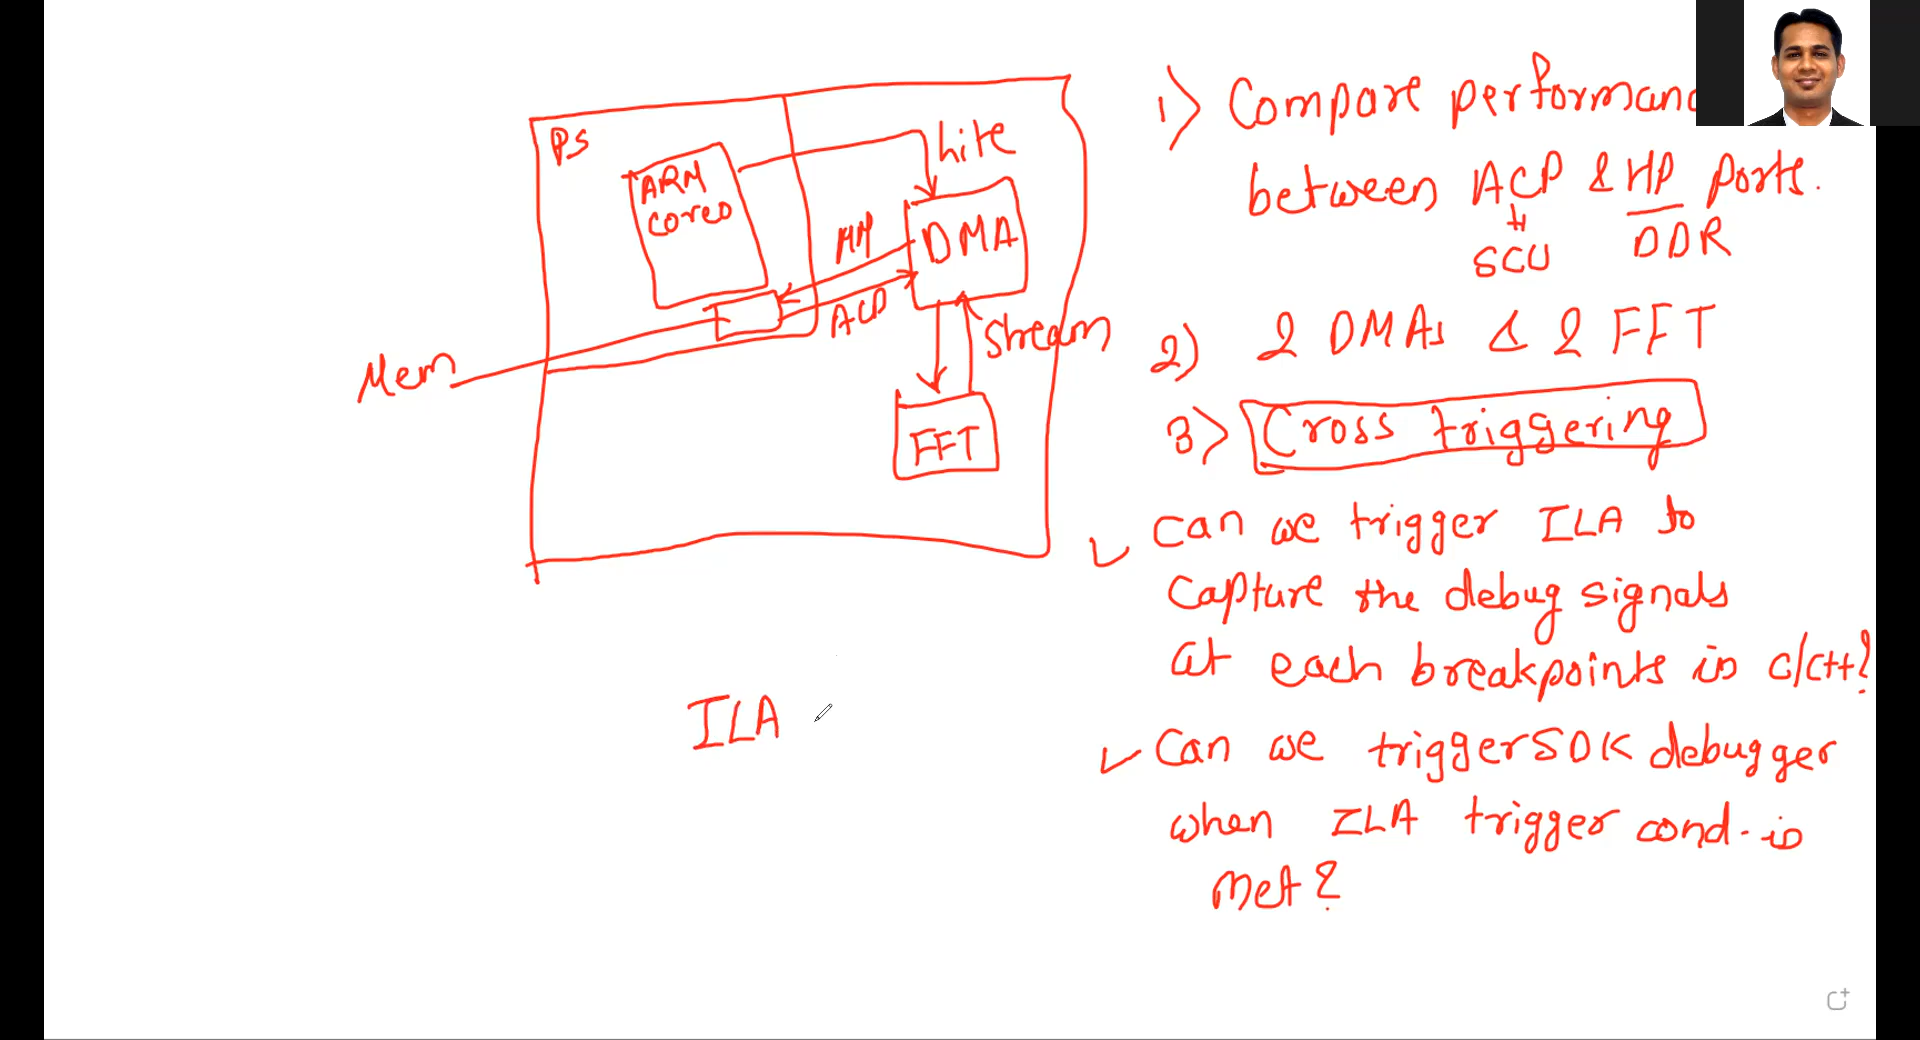 PS
ARM
cores
lite
DMA
MM
ACP
Stream
Mem
FFT
ILA
1) Compare performanc
between ACP & HP Ports.
SCU DDR
2) 2 DMAs & 2 FFT
3) Cross triggering
Can we trigger ILA to
capture the debug signals
at each breakpoints in C/C++?
Can we trigger SDK debugger
when ILA trigger cond. is
met?